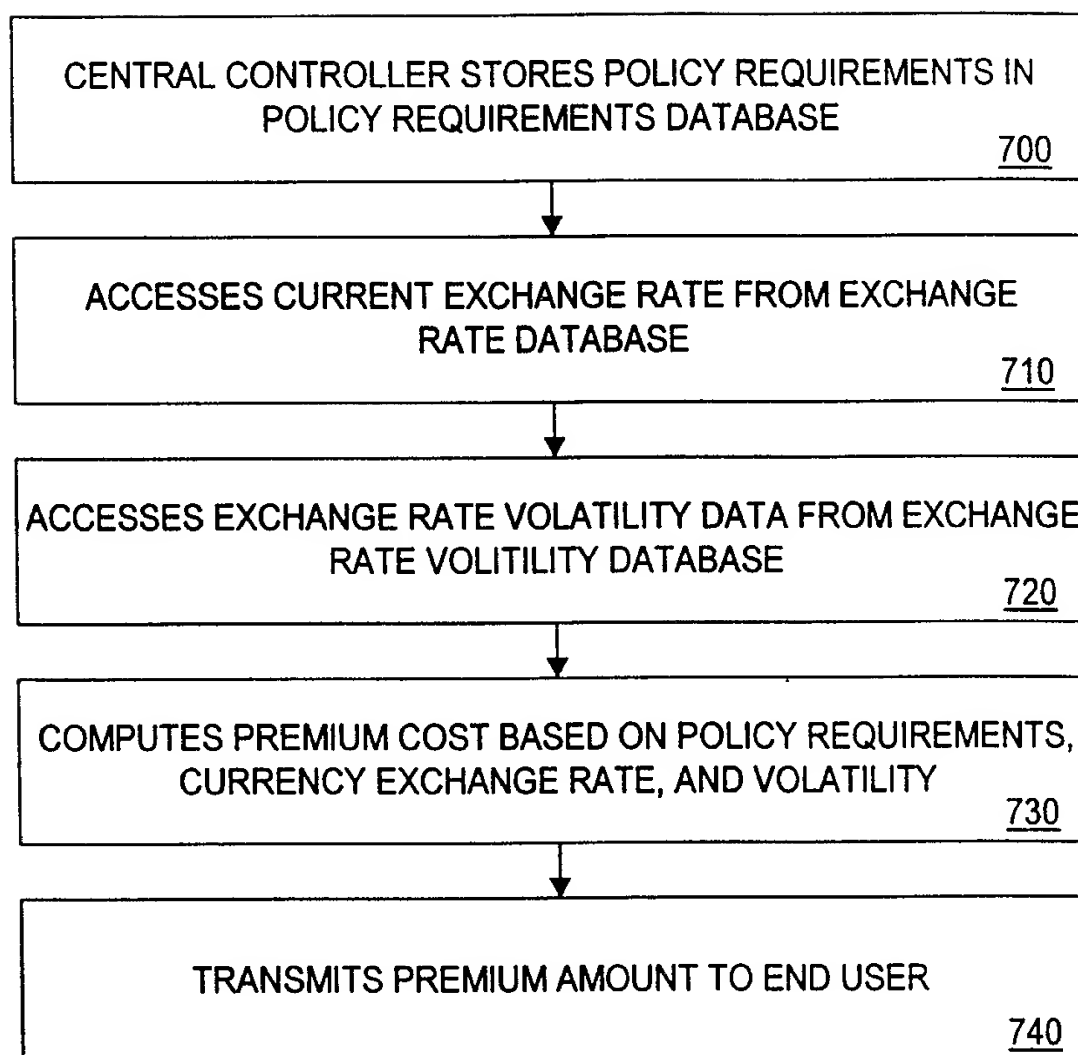 CENTRAL CONTROLLER STORES POLICY REQUIREMENTS IN
POLICY REQUIREMENTS DATABASE
700
ACCESSES CURRENT EXCHANGE RATE FROM EXCHANGE
RATE DATABASE
710
ACCESSES EXCHANGE RATE VOLATILITY DATA FROM EXCHANGE
RATE VOLITILITY DATABASE
720
COMPUTES PREMIUM COST BASED ON POLICY REQUIREMENTS,
CURRENCY EXCHANGE RATE, AND VOLATILITY
730
TRANSMITS PREMIUM AMOUNT TO END USER
740